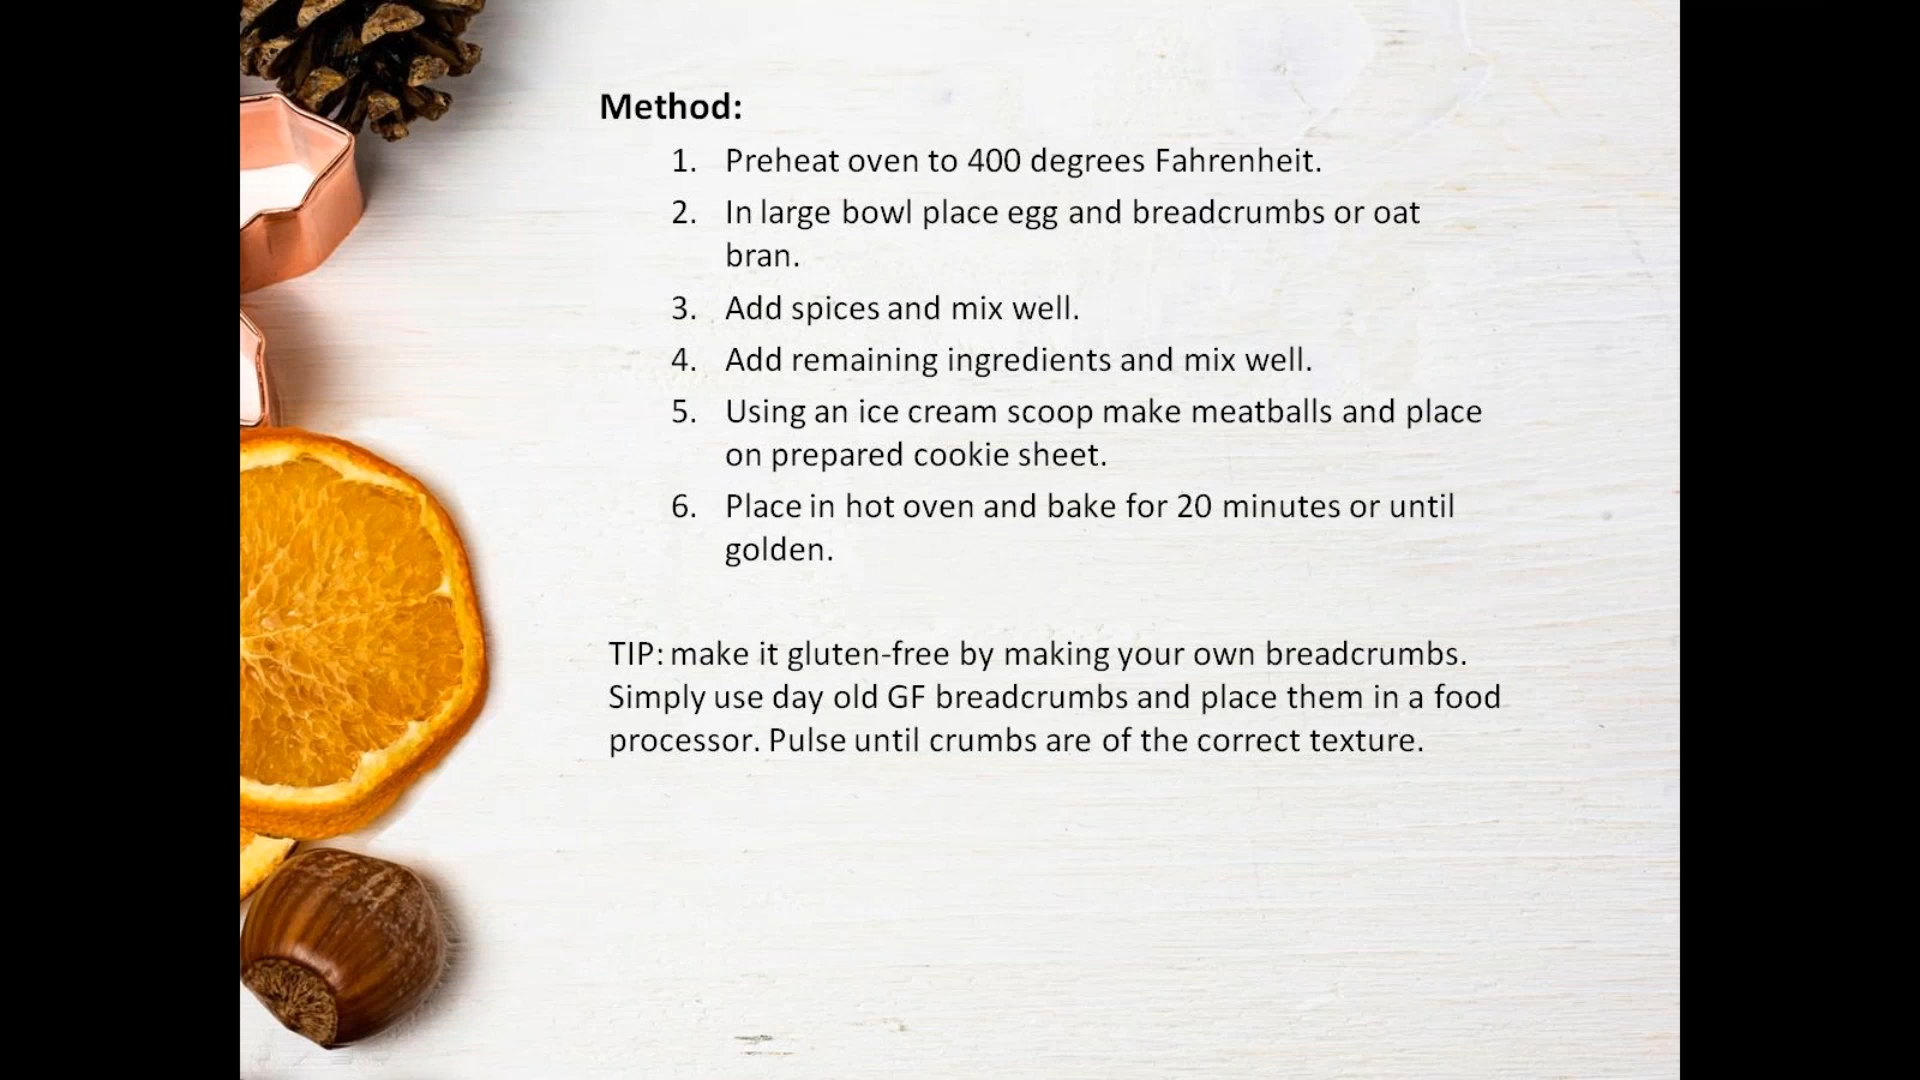 Method:
1. Preheat oven to 400 degrees Fahrenheit.
2. In large bowl place egg and breadcrumbs or oat
bran.
3. Add spices and mix well.
4. Add remaining ingredients and mix well.
5. Using an ice cream scoop make meatballs and place
on prepared cookie sheet.
6. Place in hot oven and bake for 20 minutes or until
golden.
TIP: make it gluten-free by making your own breadcrumbs.
Simply use day old GF breadcrumbs and place them in a food
processor. Pulse until crumbs are of the correct texture.